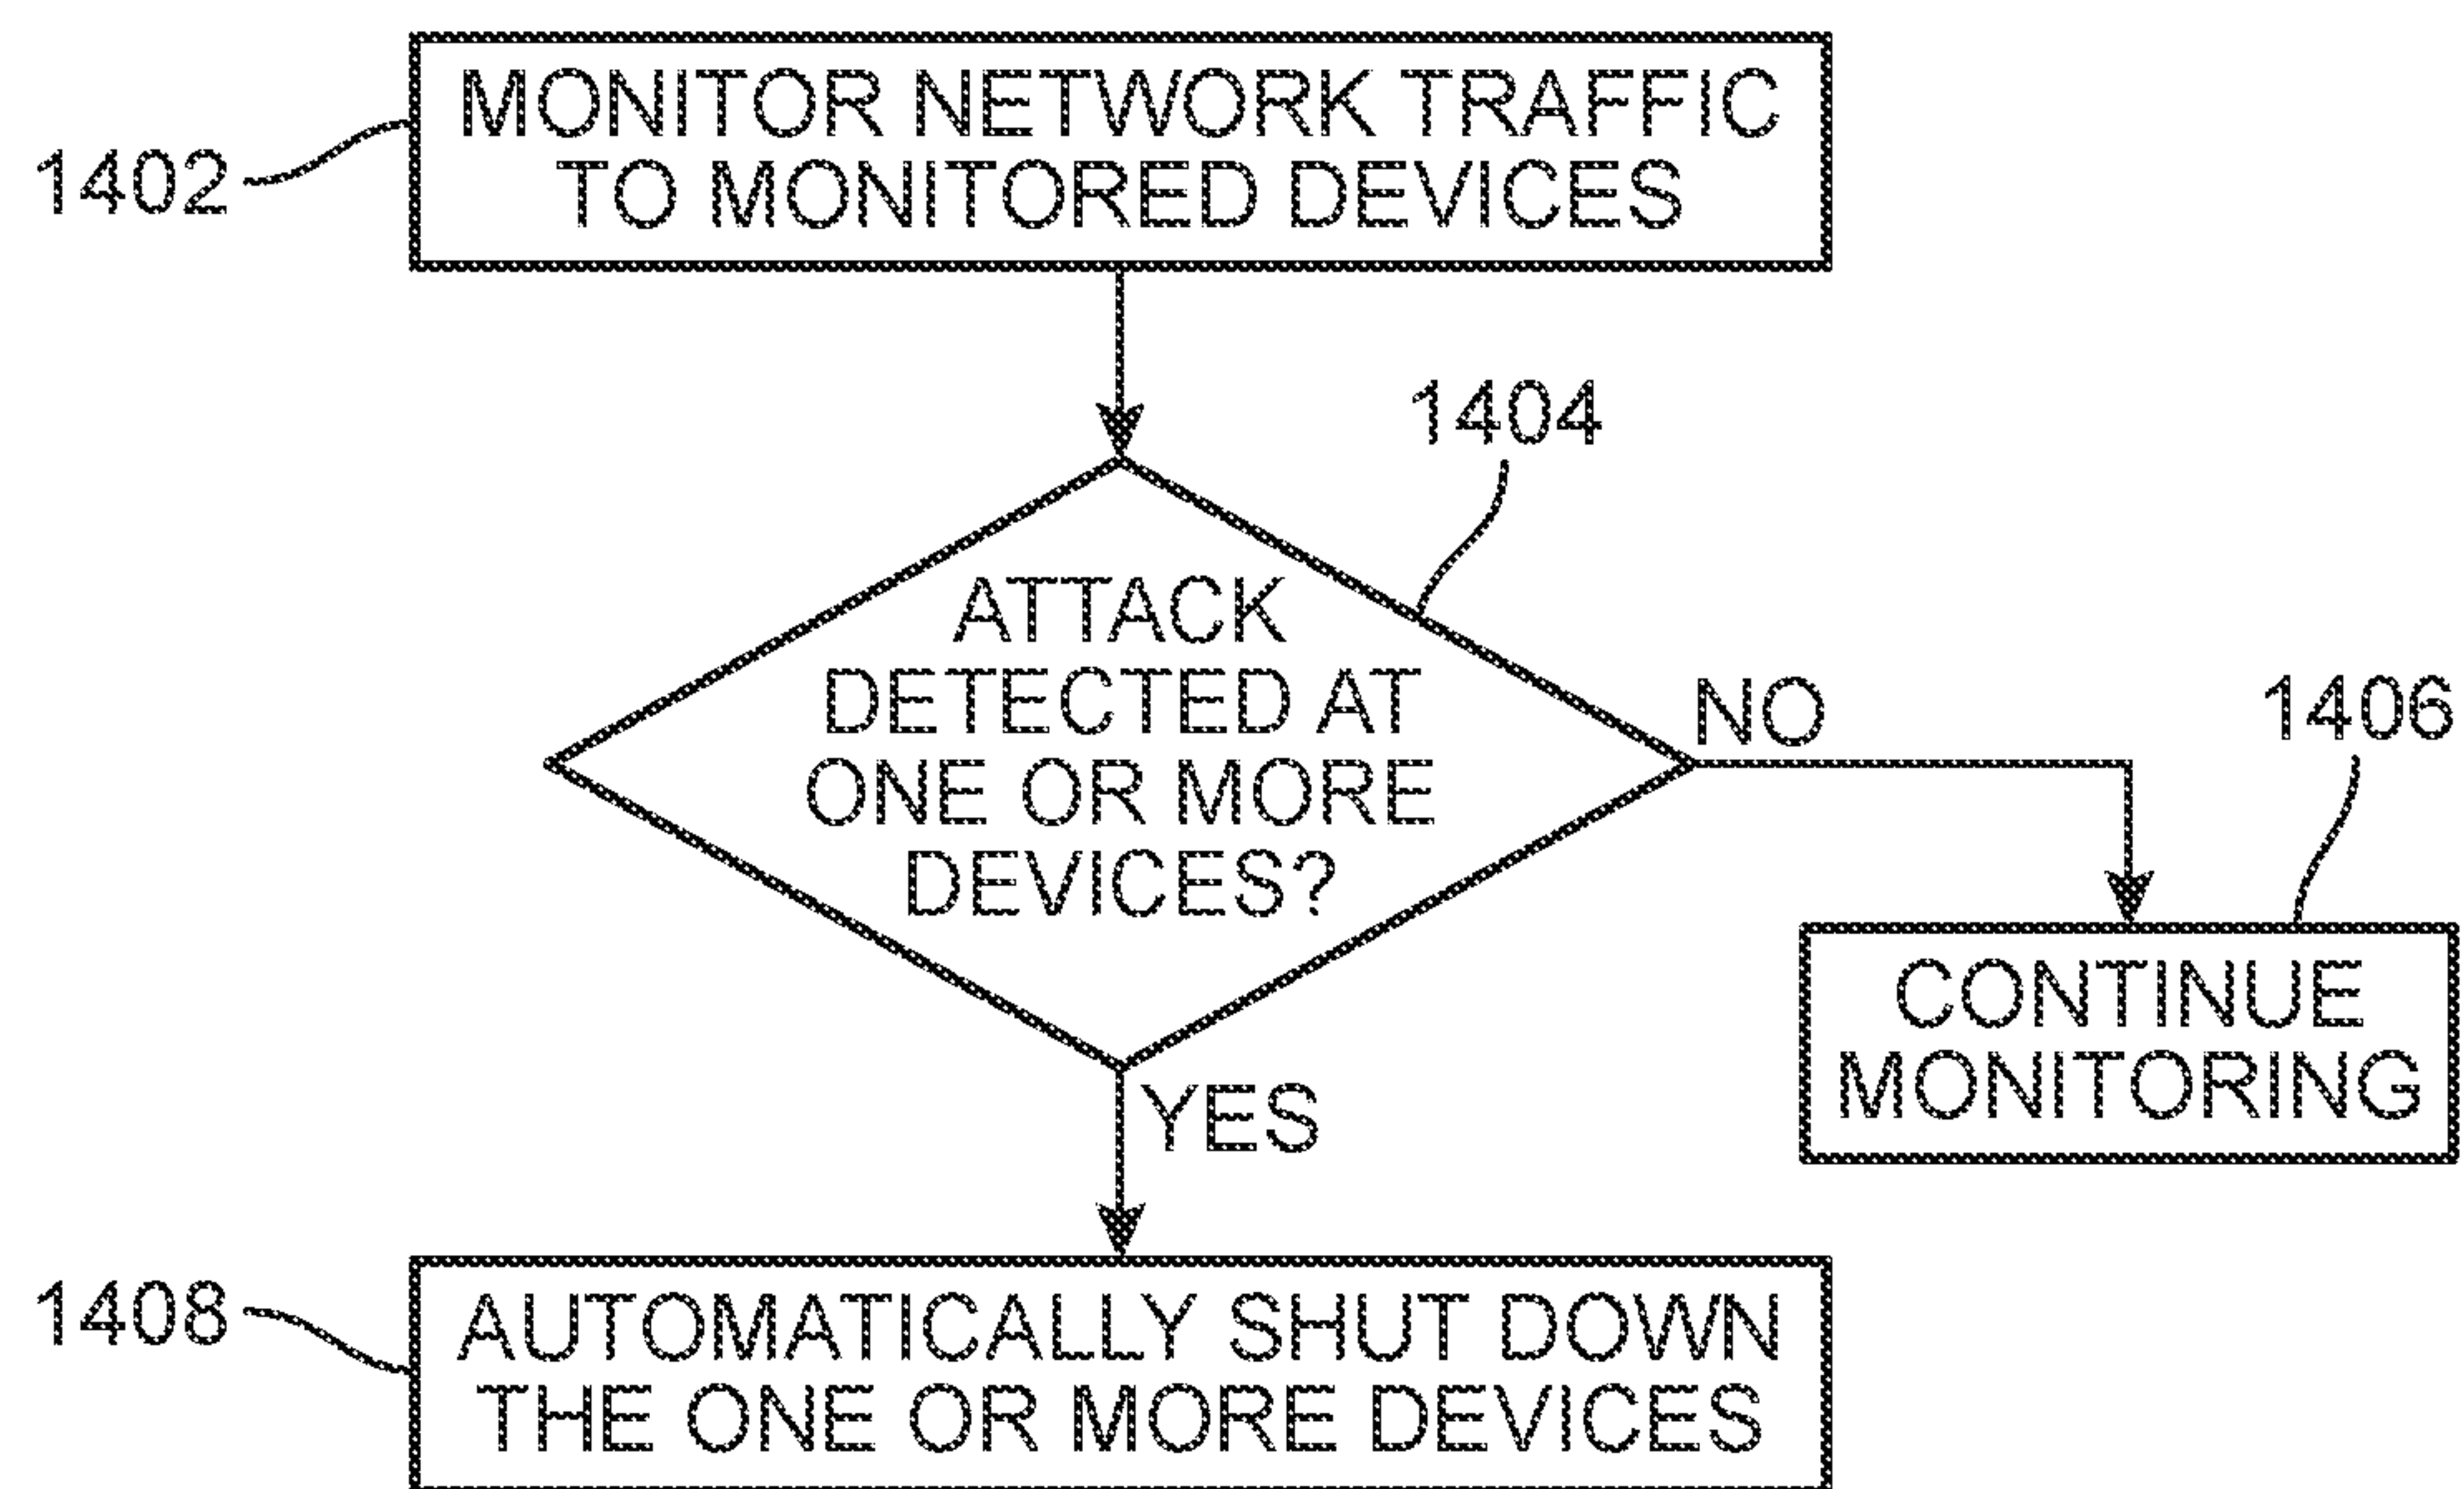 MONITOR NETWORK TRAFFIC
TO MONITORED DEVICES
1402
1404
ATTACK
DETECTED AT
ONE OR MORE
DEVICES?
NO
1406
CONTINUE
MONITORING
YES
1408
AUTOMATICALLY SHUT DOWN
THE ONE OR MORE DEVICES